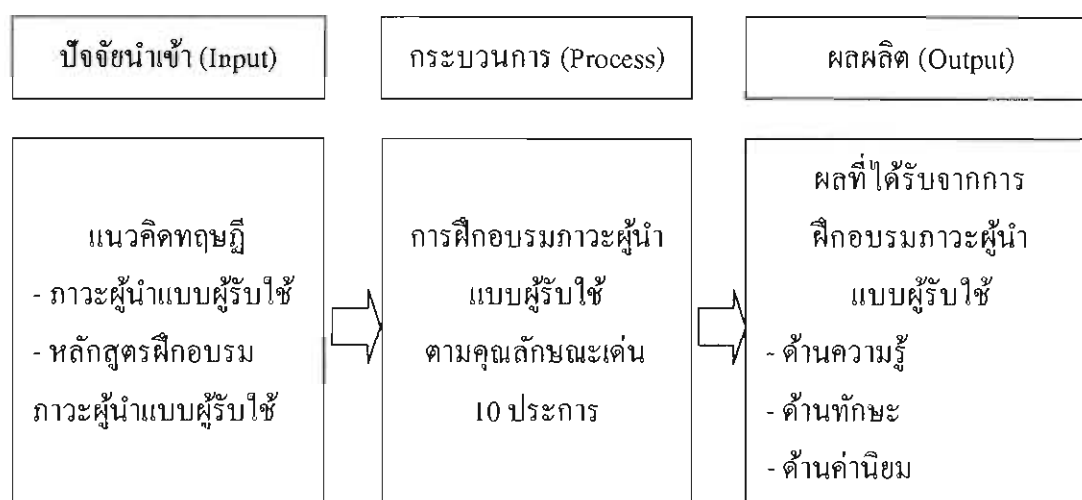 ปัจจัยนำเข้า (Input)
กระบวนการ (Process)
ผลผลิต (Output)
แนวคิดทฤษฎี
- ภาวะผู้นำแบบผู้รับใช้
- หลักสูตรฝึกอบรม
ภาวะผู้นำแบบผู้รับใช้
การฝึกอบรมภาวะผู้นำ
แบบผู้รับใช้
ตามคุณลักษณะเด่น
10 ประการ
ผลที่ได้รับจากการ
ฝึกอบรมภาวะผู้นำ
แบบผู้รับใช้
- ด้านความรู้
- ด้านทักษะ
- ด้านค่านิยม